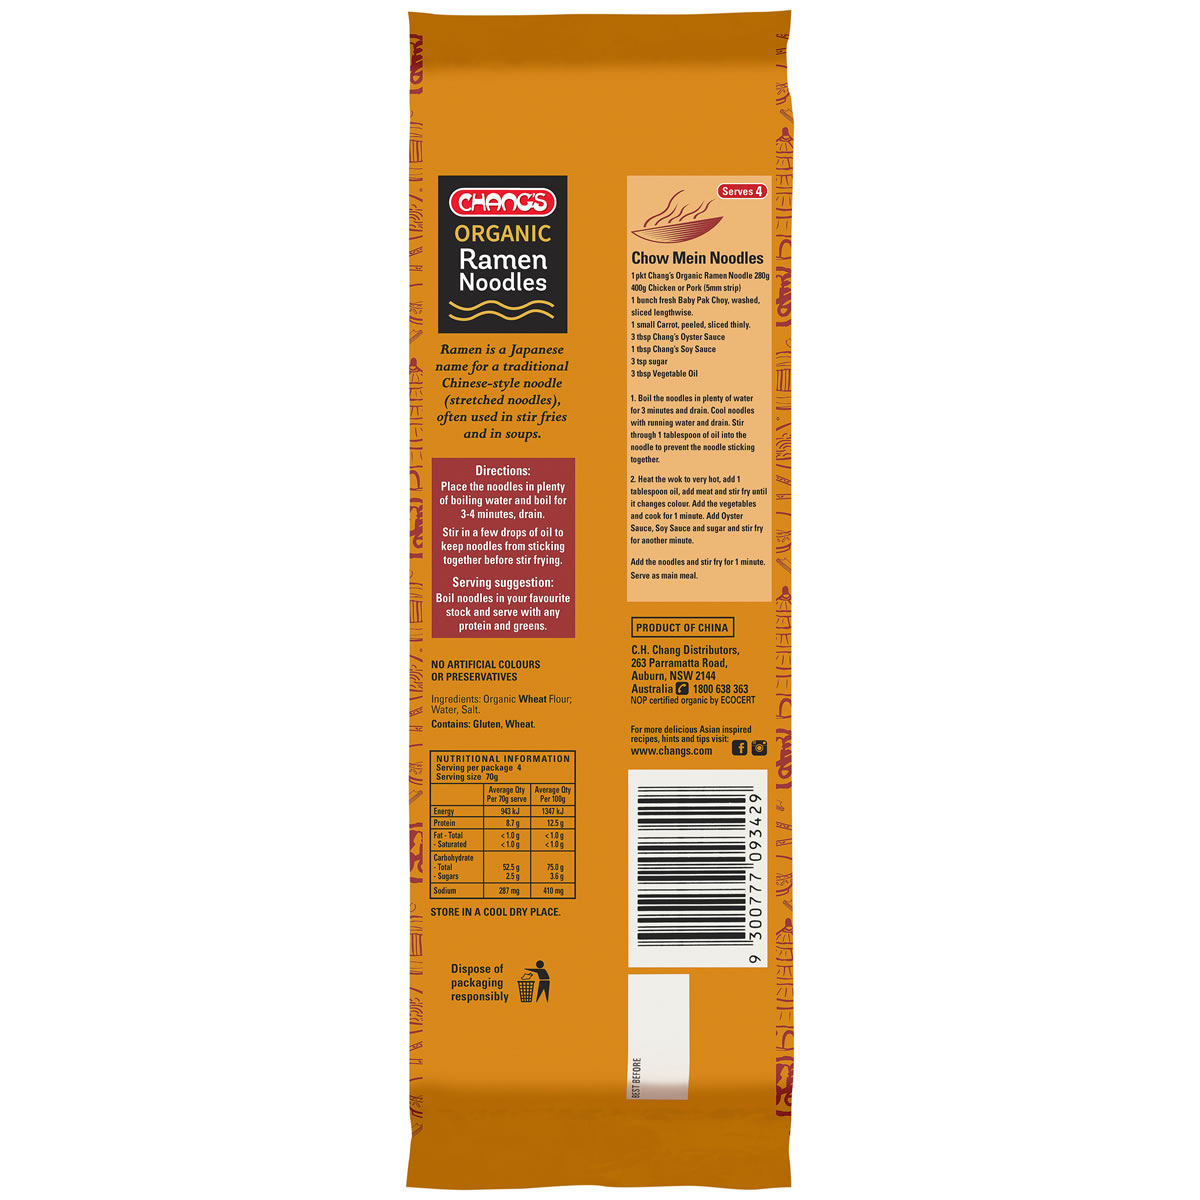 CHANG'S
ORGANIC
Ramen
Noodles
Ramen is a Japanese
name for a traditional
Chinese-style noodle
(stretched noodles),
often used in stir fries
and in soups.
Directions:
Place the noodles in plenty
of boiling water and boil for
3-4 minutes, drain.
Stir in a few drops of oil to
keep noodles from sticking
together before stir frying.
Serving suggestion:
Boil noodles in your favourite
stock and serve with any
protein and greens.
NO ARTIFICIAL COLOURS
OR PRESERVATIVES
Ingredients: Organic Wheat Flour;
Water, Salt.
Contains: Gluten, Wheat.
NUTRITIONAL INFORMATION
Serving per package 4
Serving size 70g
Average Qty Average Qty
Per 70g serve Per 100g
Energy 943 kJ 1347 kJ
Protein 8.7 g 12.5 g
Fat - Total <1.0 g <1.0 g
- Saturated <1.0 g <1.0 g
Carbohydrate
- Total 52.5 g 75.0 g
- Sugars 2.5 g 3.6 g
Sodium 287 mg 410 mg
STORE IN A COOL DRY PLACE.
Dispose of
packaging
responsibly
Serves 4
Chow Mein Noodles
1 pkt Chang's Organic Ramen Noodle 280g
400g Chicken or Pork (5mm strip)
1 bunch fresh Baby Pak Choy, washed,
sliced lengthwise.
1 small Carrot, peeled, sliced thinly.
3 tbsp Chang's Oyster Sauce
1 tbsp Chang's Soy Sauce
3 tsp sugar
3 tbsp Vegetable Oil
1. Boil the noodles in plenty of water
for 3 minutes and drain. Cool noodles
with running water and drain. Stir
through 1 tablespoon of oil into the
noodle to prevent the noodle sticking
together.
2. Heat the wok to very hot, add 1
tablespoon oil, add meat and stir fry until
it changes colour. Add the vegetables
and cook for 1 minute. Add Oyster
Sauce, Soy Sauce and sugar and stir fry
for another minute.
Add the noodles and stir fry for 1 minute.
Serve as main meal.
PRODUCT OF CHINA
C.H. Chang Distributors,
263 Parramatta Road,
Auburn, NSW 2144
Australia 1800 638 363
NOP certified organic by ECOCERT
For more delicious Asian inspired
recipes, hints and tips visit:
www.changs.com
9 300777 093429
BEST BEFORE